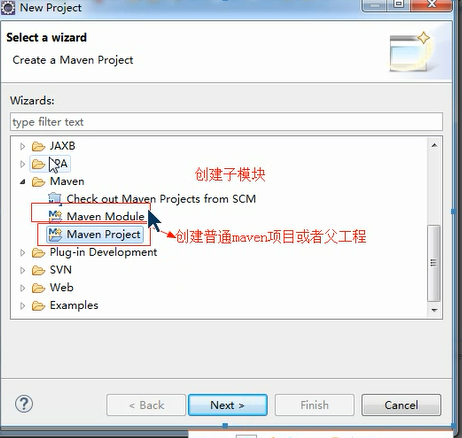 New Project
Select a wizard
Create a Maven Project
Wizards:
type filter text
JAXB
创建子模块
Maven
Check out Maven Projects from SCM
Maven Module
Maven Project
创建普通maven项目或者父工程
Plug-in Development
SVN
Web
Examples
?
< Back
Next >
Finish
Cancel